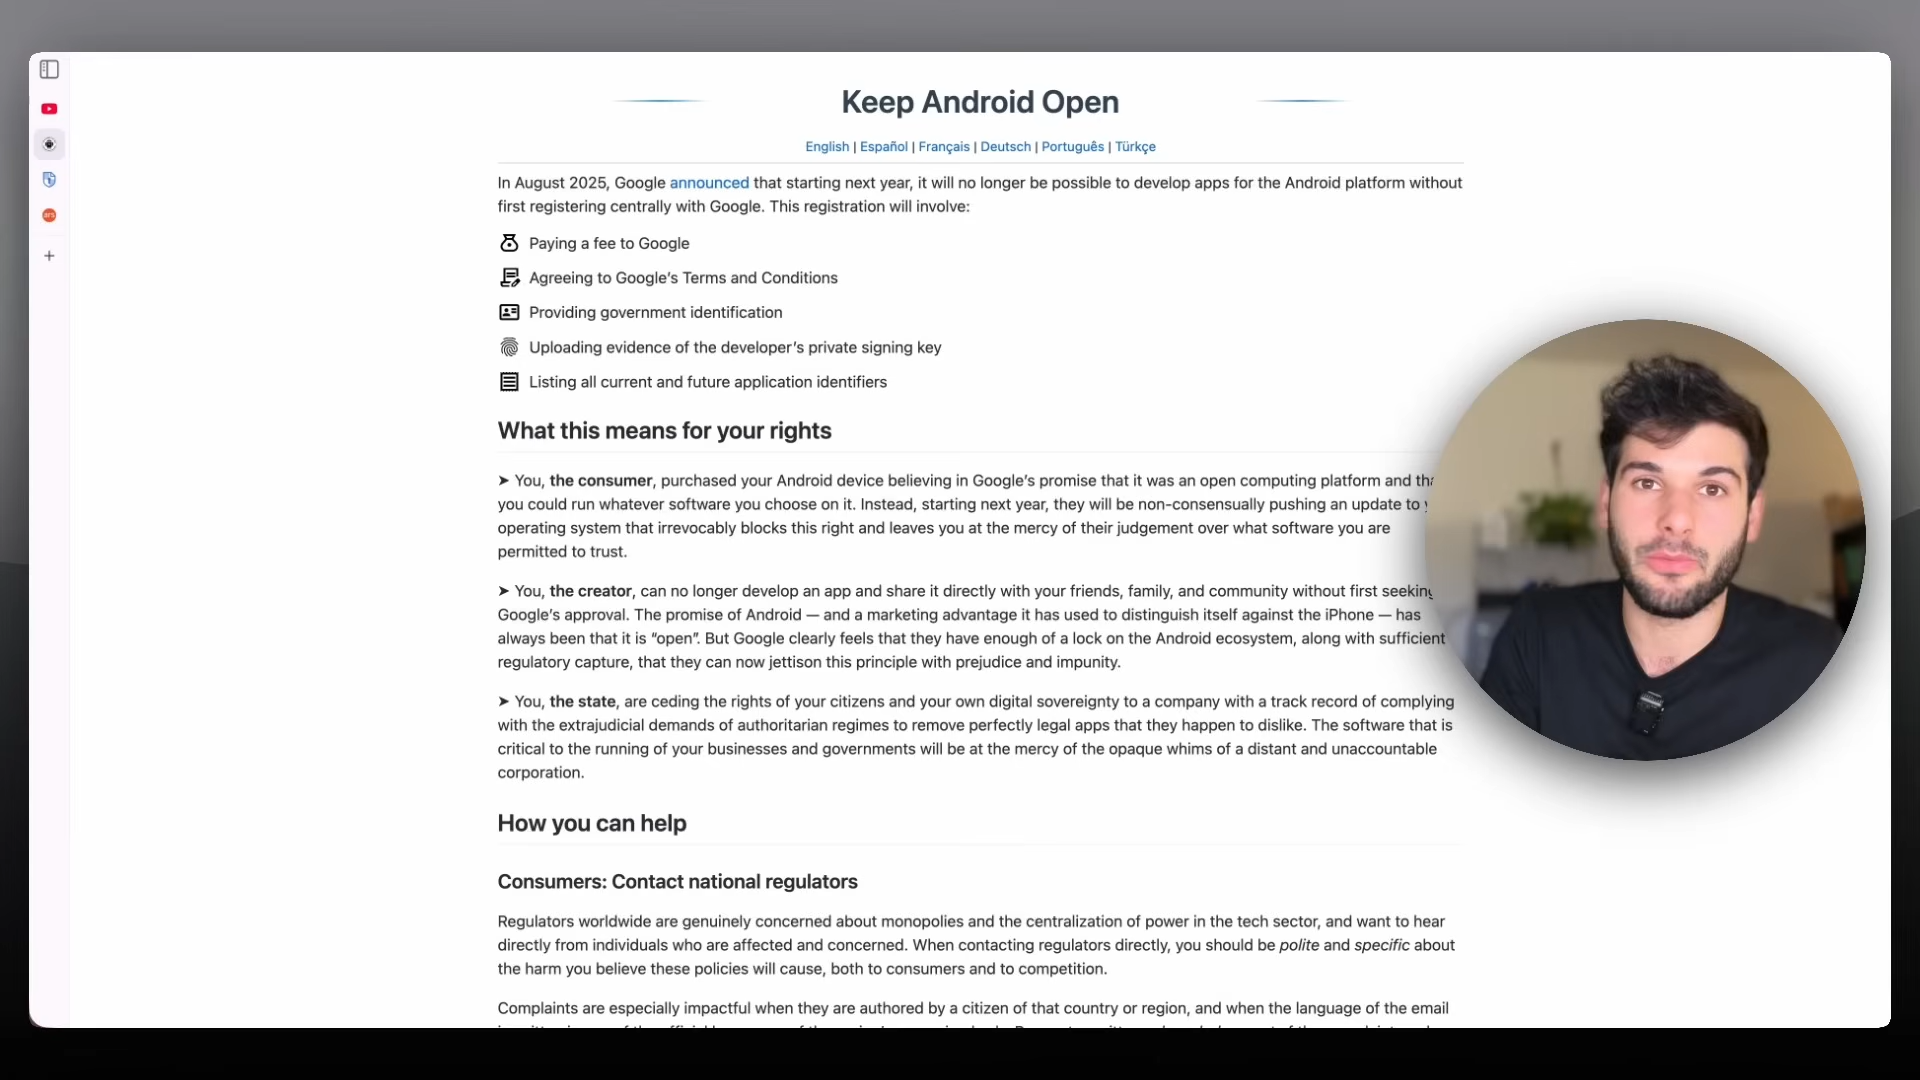 Keep Android Open
English | Español | Français | Deutsch | Português | Türkçe
In August 2025, Google announced that starting next year, it will no longer be possible to develop apps for the Android platform without
first registering centrally with Google. This registration will involve:
Paying a fee to Google
Agreeing to Google's Terms and Conditions
Providing government identification
Uploading evidence of the developer's private signing key
Listing all current and future application identifiers
What this means for your rights
➤ You, the consumer, purchased your Android device believing in Google's promise that it was an open computing platform and
you could run whatever software you choose on it. Instead, starting next year, they will be non-consensually pushing an update to
operating system that irrevocably blocks this right and leaves you at the mercy of their judgement over what software you are
permitted to trust.
➤ You, the creator, can no longer develop an app and share it directly with your friends, family, and community without first seeking
Google's approval. The promise of Android — and a marketing advantage it has used to distinguish itself against the iPhone — has
always been that it is “open”. But Google clearly feels that they have enough of a lock on the Android ecosystem, along with sufficient
regulatory capture, that they can now jettison this principle with prejudice and impunity.
➤ You, the state, are ceding the rights of your citizens and your own digital sovereignty to a company with a track record of complying
with the extrajudicial demands of authoritarian regimes to remove perfectly legal apps that they happen to dislike. The software that is
critical to the running of your businesses and governments will be at the mercy of the opaque whims of a distant and unaccountable
corporation.
How you can help
Consumers: Contact national regulators
Regulators worldwide are genuinely concerned about monopolies and the centralization of power in the tech sector, and want to hear
directly from individuals who are affected and concerned. When contacting regulators directly, you should be polite and specific about
the harm you believe these policies will cause, both to consumers and to competition.
Complaints are especially impactful when they are authored by a citizen of that country or region, and when the language of the email